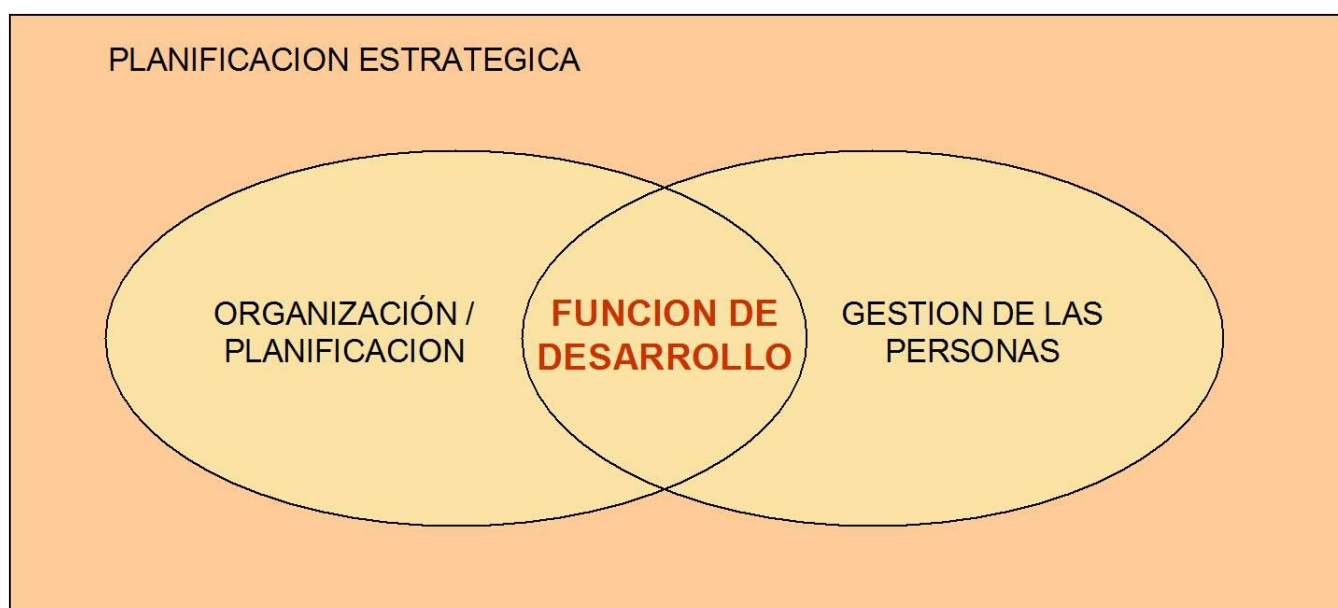 PLANIFICACION ESTRATEGICA
ORGANIZACIÓN /
PLANIFICACION
FUNCION DE
DESARROLLO
GESTION DE LAS
PERSONAS